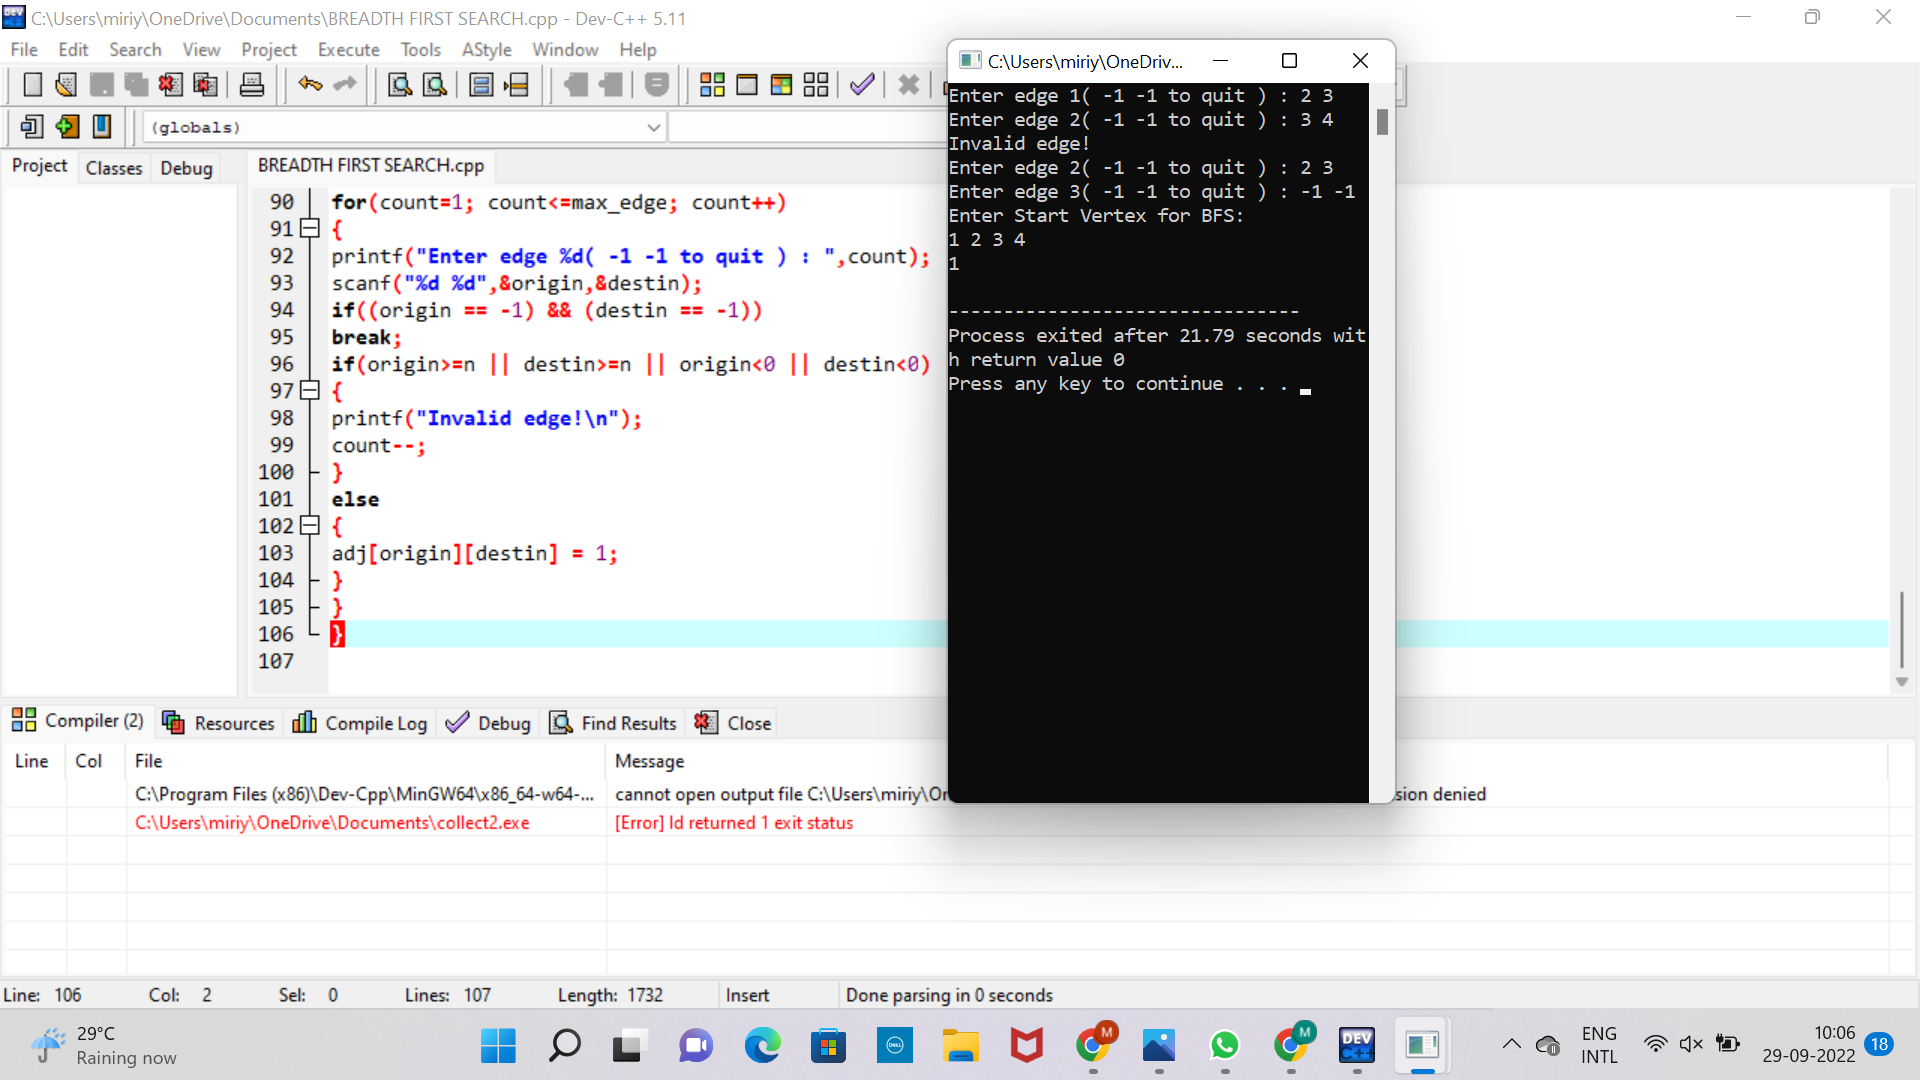 C:\Users\miriy\OneDrive\Documents\BREADTH FIRST SEARCH.cpp - Dev-C++ 5.11
File Edit Search View Project Execute Tools AStyle Window Help
(globals)
Project Classes Debug
BREADTH FIRST SEARCH.cpp
90 for(count=1; count<=max_edge; count++)
91 {
92 printf("Enter edge %d( -1 -1 to quit ) : ",count);
93 scanf("%d %d",&origin,&destin);
94 if((origin == -1) && (destin == -1))
95 break;
96 if(origin>=n || destin>=n || origin<0 || destin<0)
97 {
98 printf("Invalid edge!\n");
99 count--;
100 }
101 else
102 {
103 adj[origin][destin] = 1;
104 }
105 }
106 }
107
C:\Users\miriy\OneDriv...
Enter edge 1( -1 -1 to quit ) : 2 3
Enter edge 2( -1 -1 to quit ) : 3 4
Invalid edge!
Enter edge 2( -1 -1 to quit ) : 2 3
Enter edge 3( -1 -1 to quit ) : -1 -1
Enter Start Vertex for BFS:
1 2 3 4
1
--------------------------------
Process exited after 21.79 seconds wit
h return value 0
Press any key to continue . . .
Compiler (2) Resources Compile Log Debug Find Results Close
Line Col File Message
C:\Program Files (x86)\Dev-Cpp\MinGW64\x86_64-w64-... cannot open output file C:\Users\miriy\On sion denied
C:\Users\miriy\OneDrive\Documents\collect2.exe [Error] ld returned 1 exit status
Line: 106 Col: 2 Sel: 0 Lines: 107 Length: 1732 Insert Done parsing in 0 seconds
29°C
Raining now
DELL
M
M
DEV
C++
ENG
INTL
10:06
29-09-2022
18